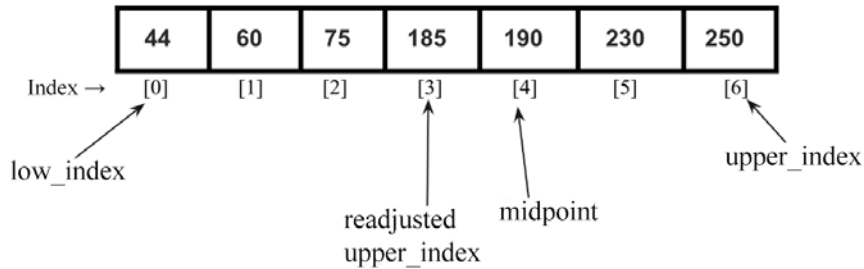 44 60 75 185 190 230 250
Index → [0] [1] [2] [3] [4] [5] [6]
low_index
upper_index
readjusted
upper_index
midpoint